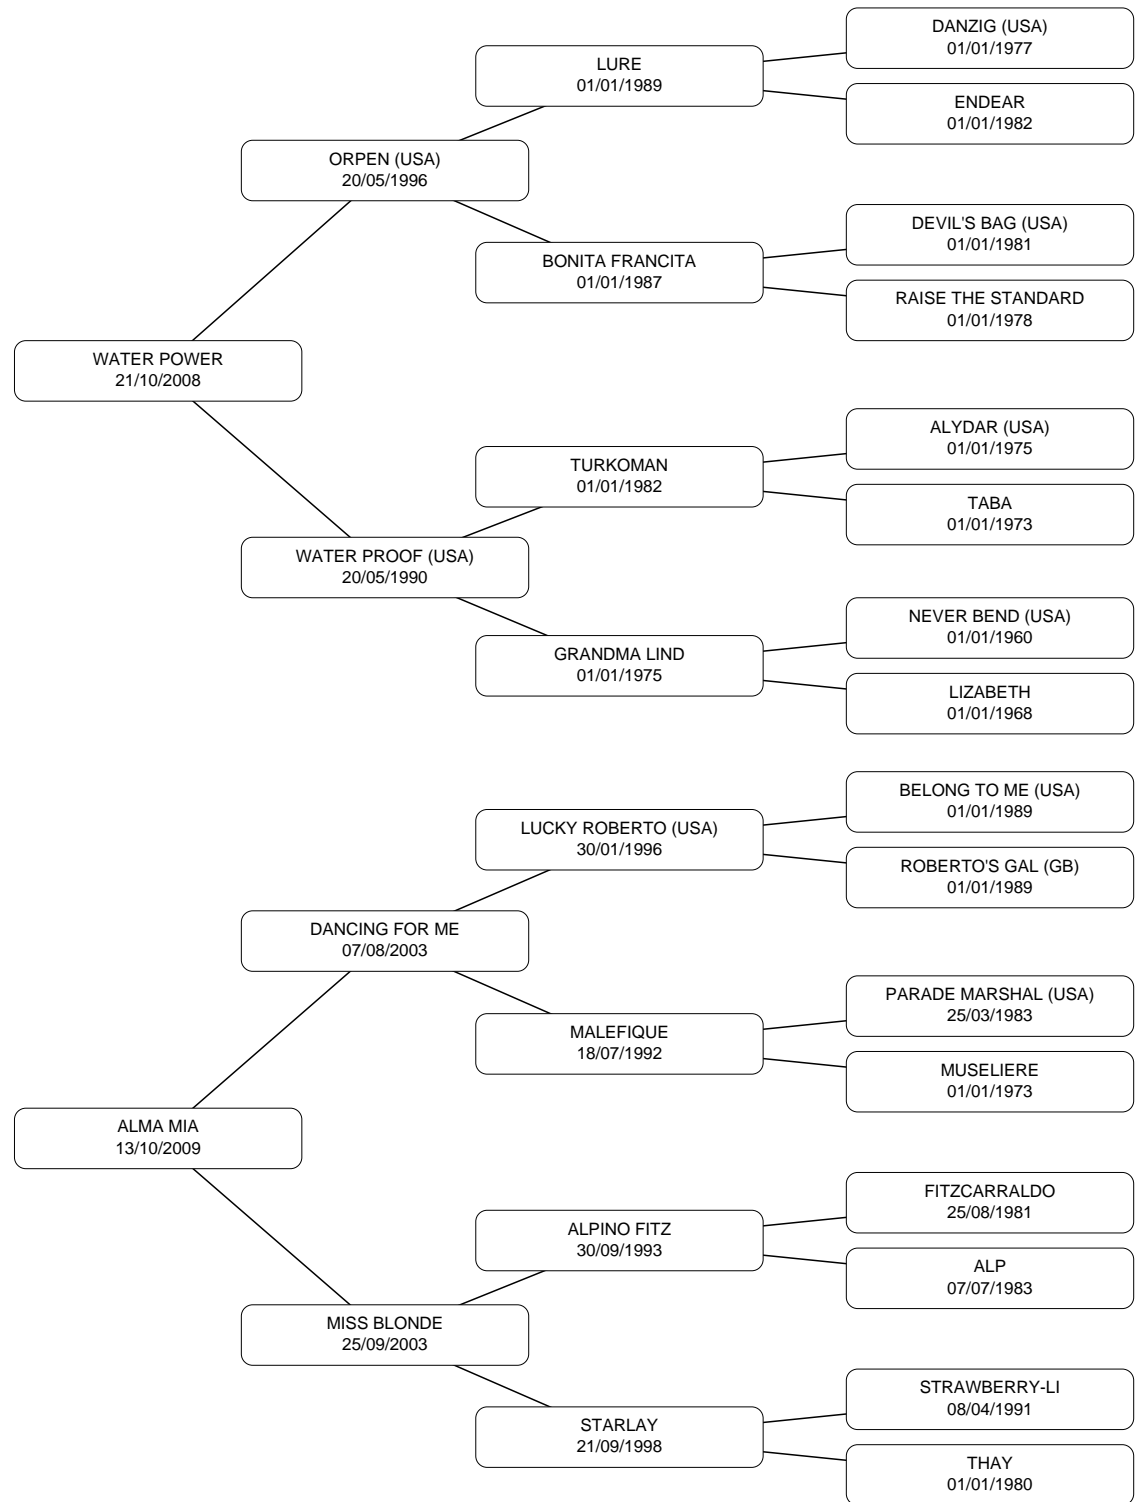 DANZIG (USA)
01/01/1977
LURE
01/01/1989
ENDEAR
01/01/1982
ORPEN (USA)
20/05/1996
DEVIL'S BAG (USA)
01/01/1981
BONITA FRANCITA
01/01/1987
RAISE THE STANDARD
01/01/1978
WATER POWER
21/10/2008
ALYDAR (USA)
01/01/1975
TURKOMAN
01/01/1982
TABA
01/01/1973
WATER PROOF (USA)
20/05/1990
NEVER BEND (USA)
01/01/1960
GRANDMA LIND
01/01/1975
LIZABETH
01/01/1968
BELONG TO ME (USA)
01/01/1989
LUCKY ROBERTO (USA)
30/01/1996
ROBERTO'S GAL (GB)
01/01/1989
DANCING FOR ME
07/08/2003
PARADE MARSHAL (USA)
25/03/1983
MALEFIQUE
18/07/1992
MUSELIERE
01/01/1973
ALMA MIA
13/10/2009
FITZCARRALDO
25/08/1981
ALPINO FITZ
30/09/1993
ALP
07/07/1983
MISS BLONDE
25/09/2003
STRAWBERRY-LI
08/04/1991
STARLAY
21/09/1998
THAY
01/01/1980